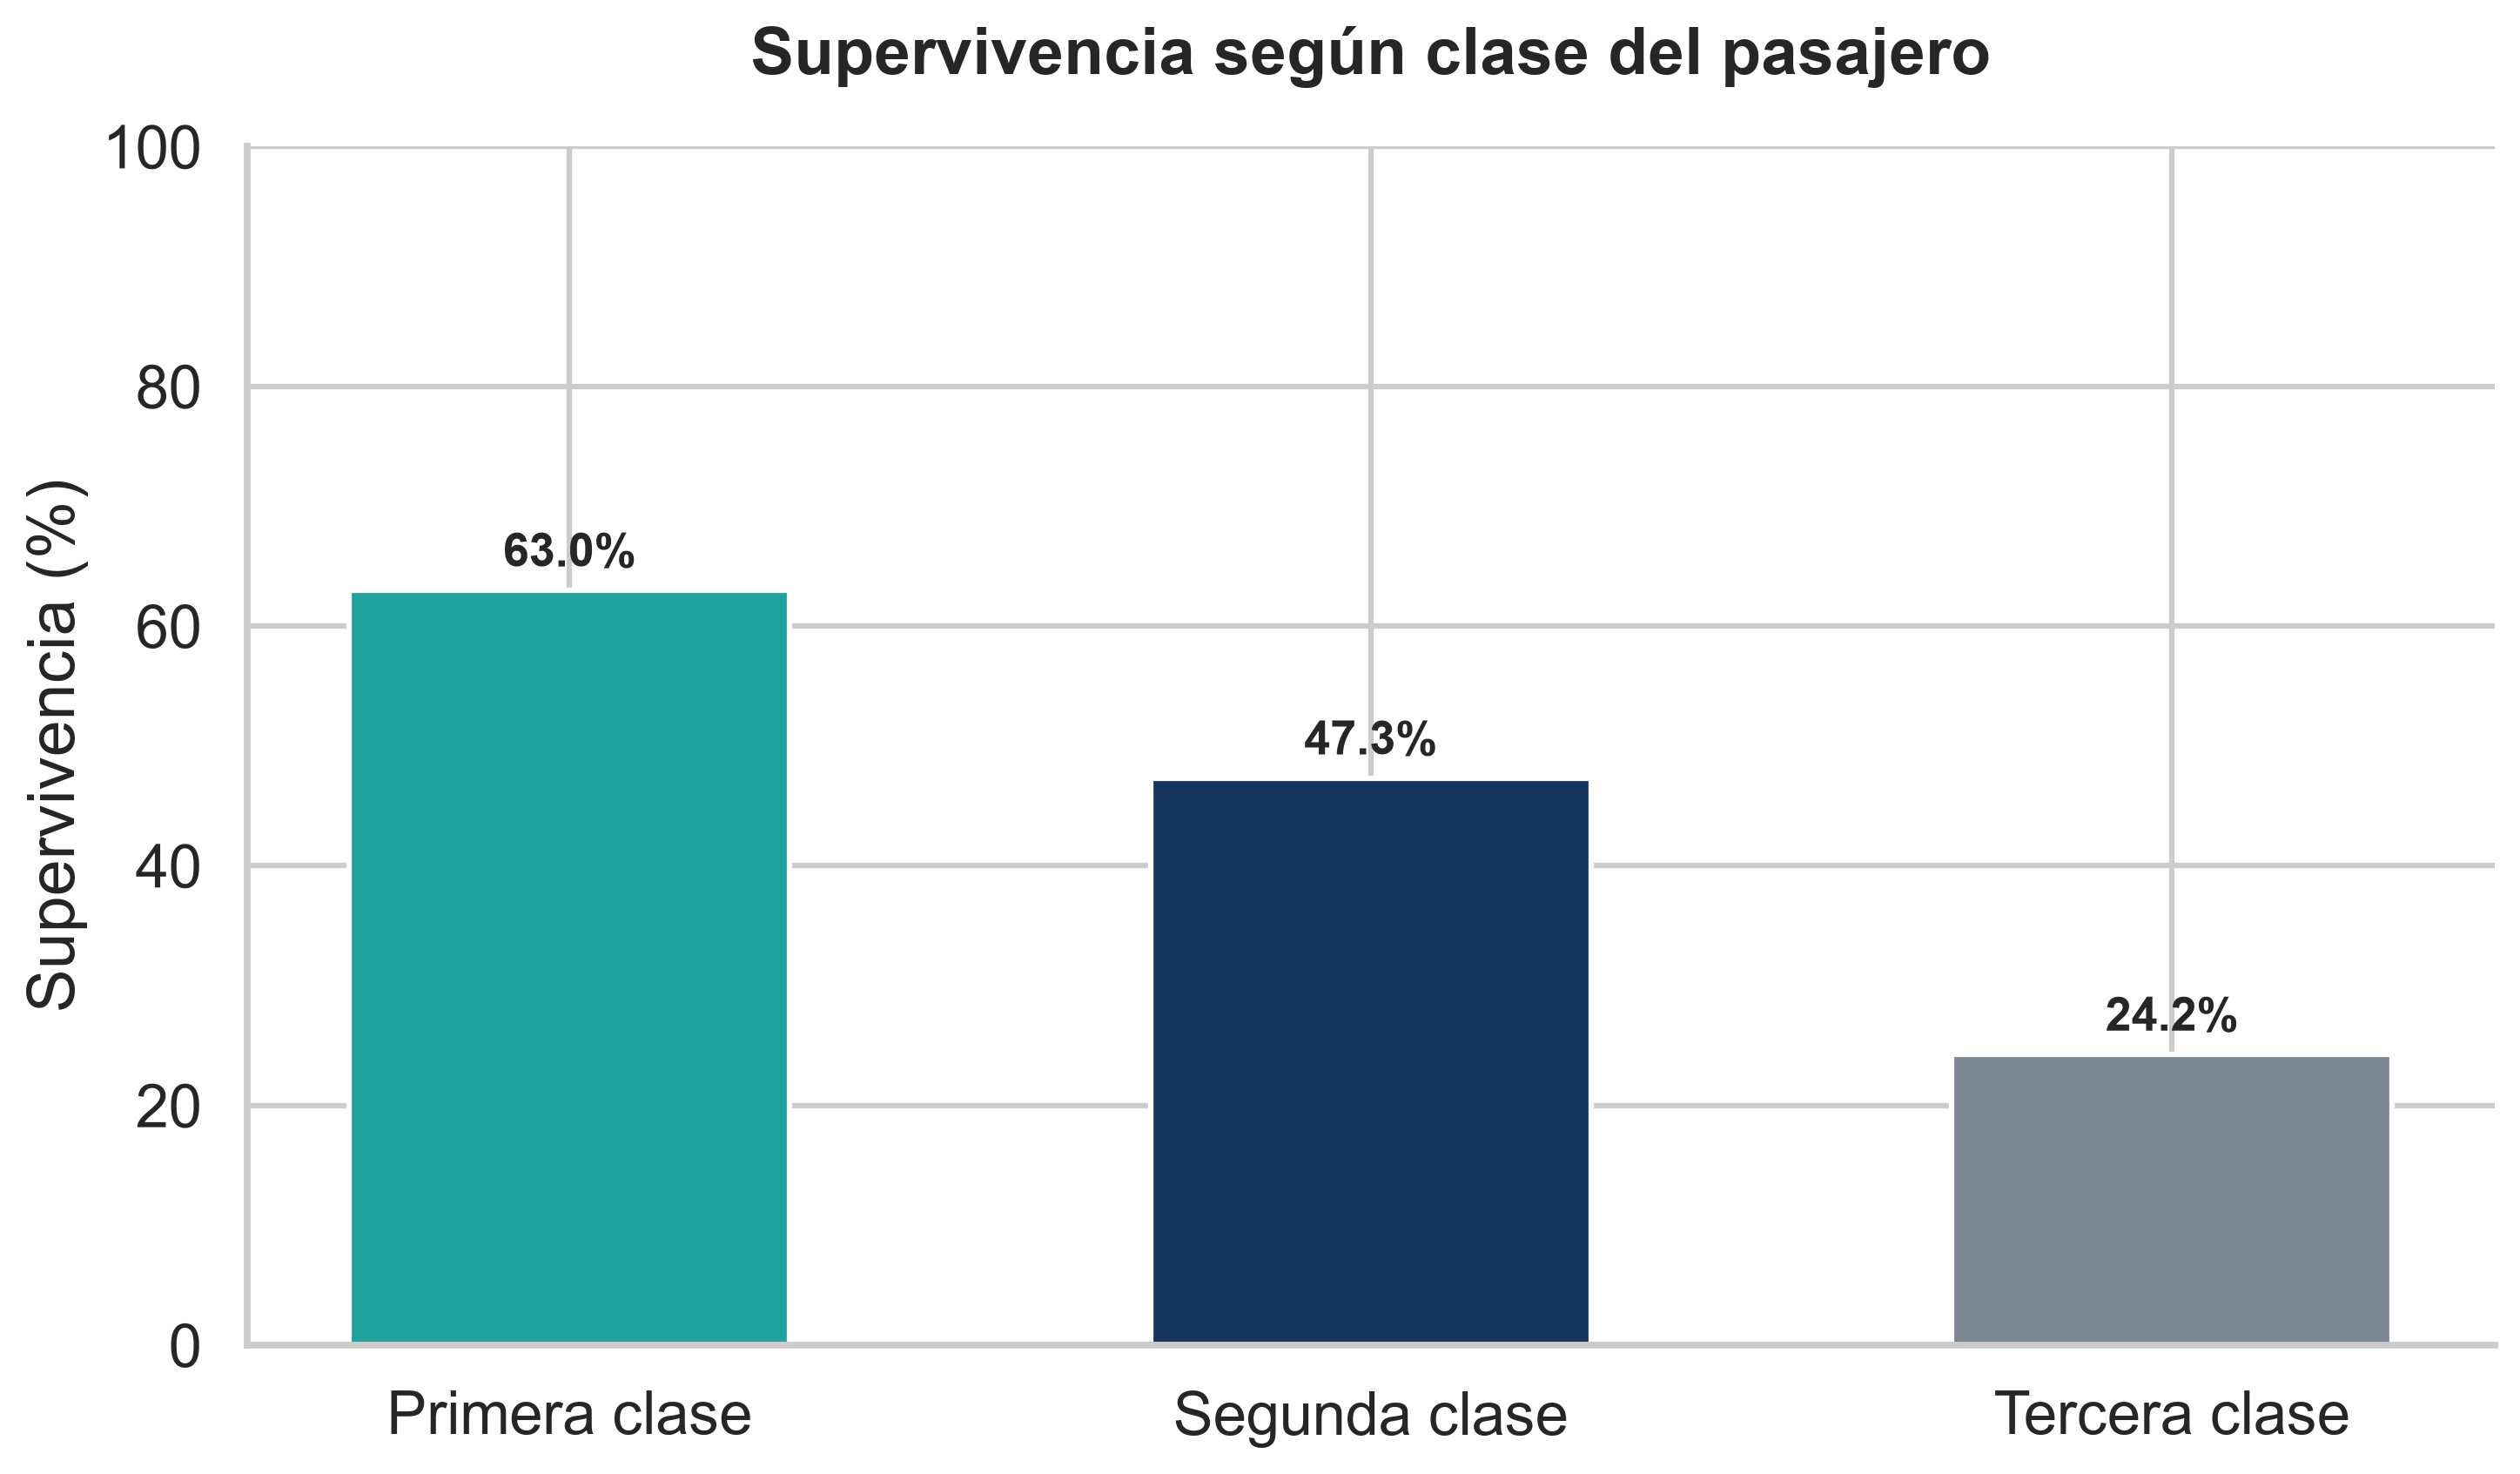 Supervivencia según clase del pasajero
Supervivencia (%)
100
80
60
40
20
0
63.0%
47.3%
24.2%
Primera clase
Segunda clase
Tercera clase